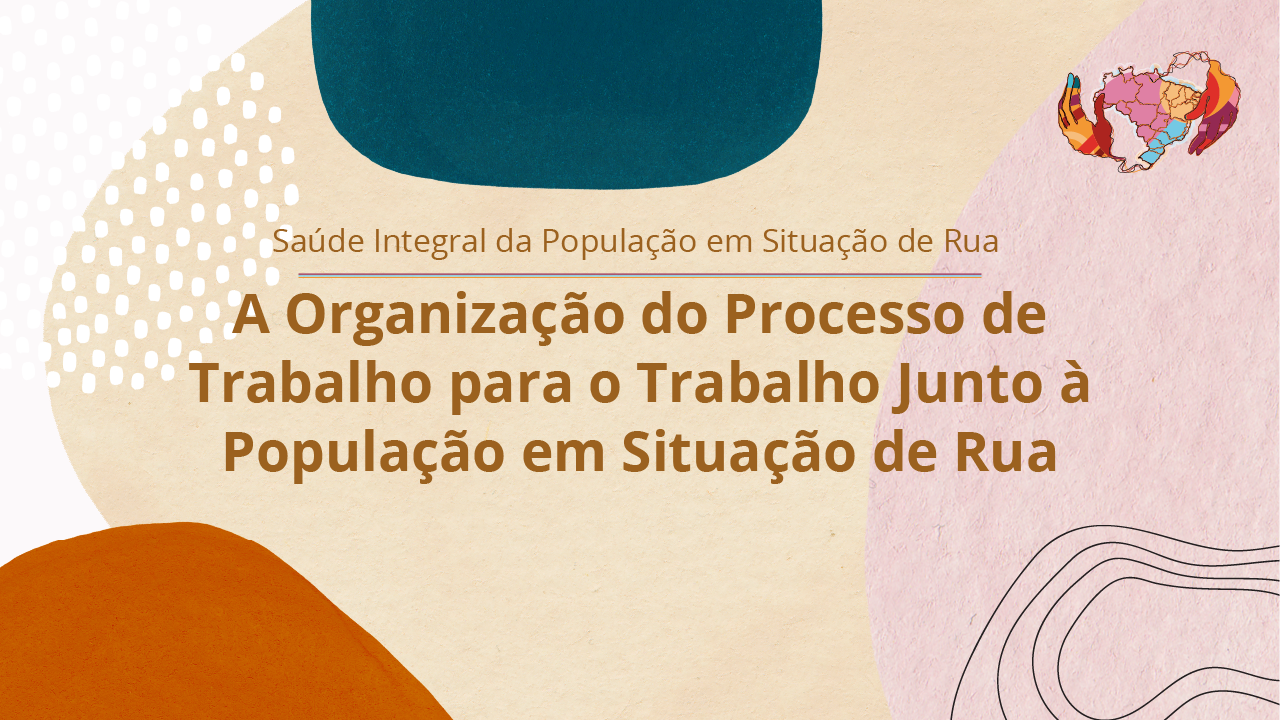 Saúde Integral da População em Situação de Rua
A Organização do Processo de
Trabalho para o Trabalho Junto à
População em Situação de Rua